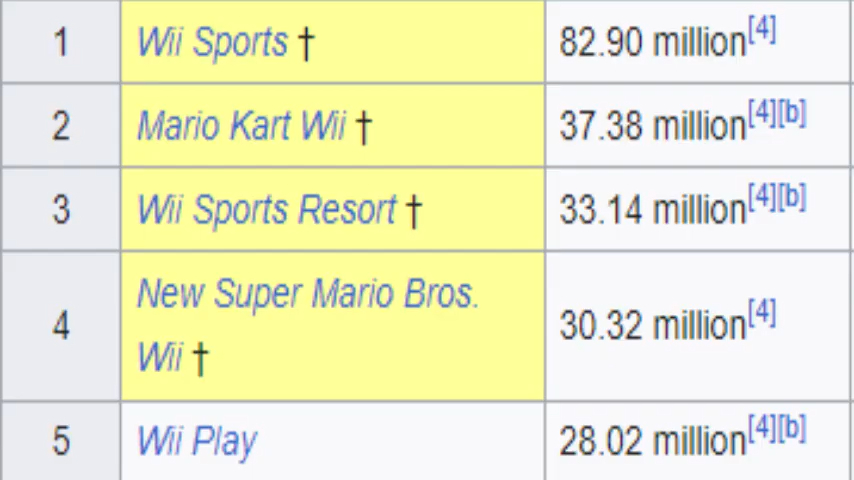 1 Wii Sports † 82.90 million[4]
2 Mario Kart Wii † 37.38 million[4][b]
3 Wii Sports Resort † 33.14 million[4][b]
4 New Super Mario Bros. 30.32 million[4]
Wii †
5 Wii Play 28.02 million[4][b]